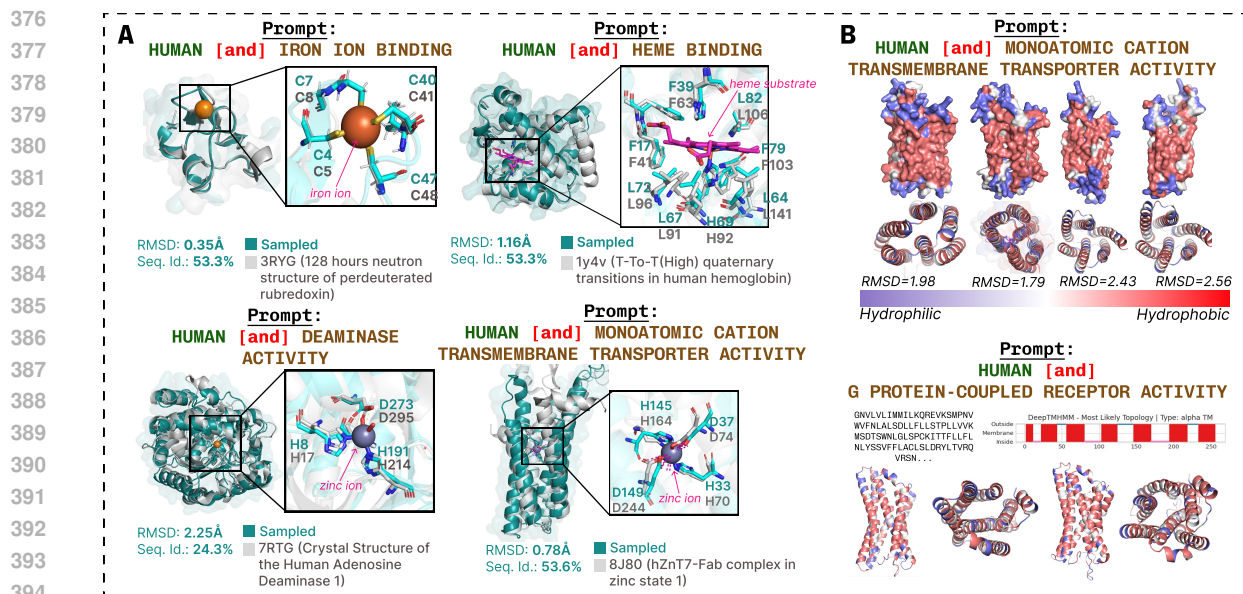 376
377
378
379
380
381
382
383
384
385
386
387
388
389
390
391
392
393
394
A
Prompt:
HUMAN [and] IRON ION BINDING
C7
C8
C40
C41
C4
C5
C47
C48
iron ion
RMSD: 0.35Å
Seq. Id.: 53.3%
Sampled
3RYG (128 hours neutron
structure of perdeuterated
rubredoxin)
Prompt:
HUMAN [and] HEME BINDING
heme substrate
F39
F63
L82
L106
F17
F41
F79
F103
L72
L96
L64
L141
L67
L91
H69
H92
RMSD: 1.16Å
Seq. Id.: 53.3%
Sampled
1y4v (T-To-T(High) quaternary
transitions in human hemoglobin)
Prompt:
HUMAN [and] DEAMINASE
ACTIVITY
D273
D295
H8
H17
H191
H214
zinc ion
RMSD: 2.25Å
Seq. Id.: 24.3%
Sampled
7RTG (Crystal Structure of
the Human Adenosine
Deaminase 1)
Prompt:
HUMAN [and] MONOATOMIC CATION
TRANSMEMBRANE TRANSPORTER ACTIVITY
H145
H164
D37
D74
D149
D244
H33
H70
zinc ion
RMSD: 0.78Å
Seq. Id.: 53.6%
Sampled
8J80 (hZnT7-Fab complex in
zinc state 1)
B
Prompt:
HUMAN [and] MONOATOMIC CATION
TRANSMEMBRANE TRANSPORTER ACTIVITY
RMSD=1.98 RMSD=1.79 RMSD=2.43 RMSD=2.56
Hydrophilic Hydrophobic
Prompt:
HUMAN [and]
G PROTEIN-COUPLED RECEPTOR ACTIVITY
GNVLVLIMMILKQREVKSMPNV
WVFNLALSDLLFLLSTPLLVVK
MSDTSWNLGLSPCKITTFLLFL
NLYSSVFFLACLSLDRYLTVRQ
VRSN...
DeepTMHMM - Most Likely Topology | Type: alpha TM
Outside
Membrane
Inside
0 50 100 150 200 250